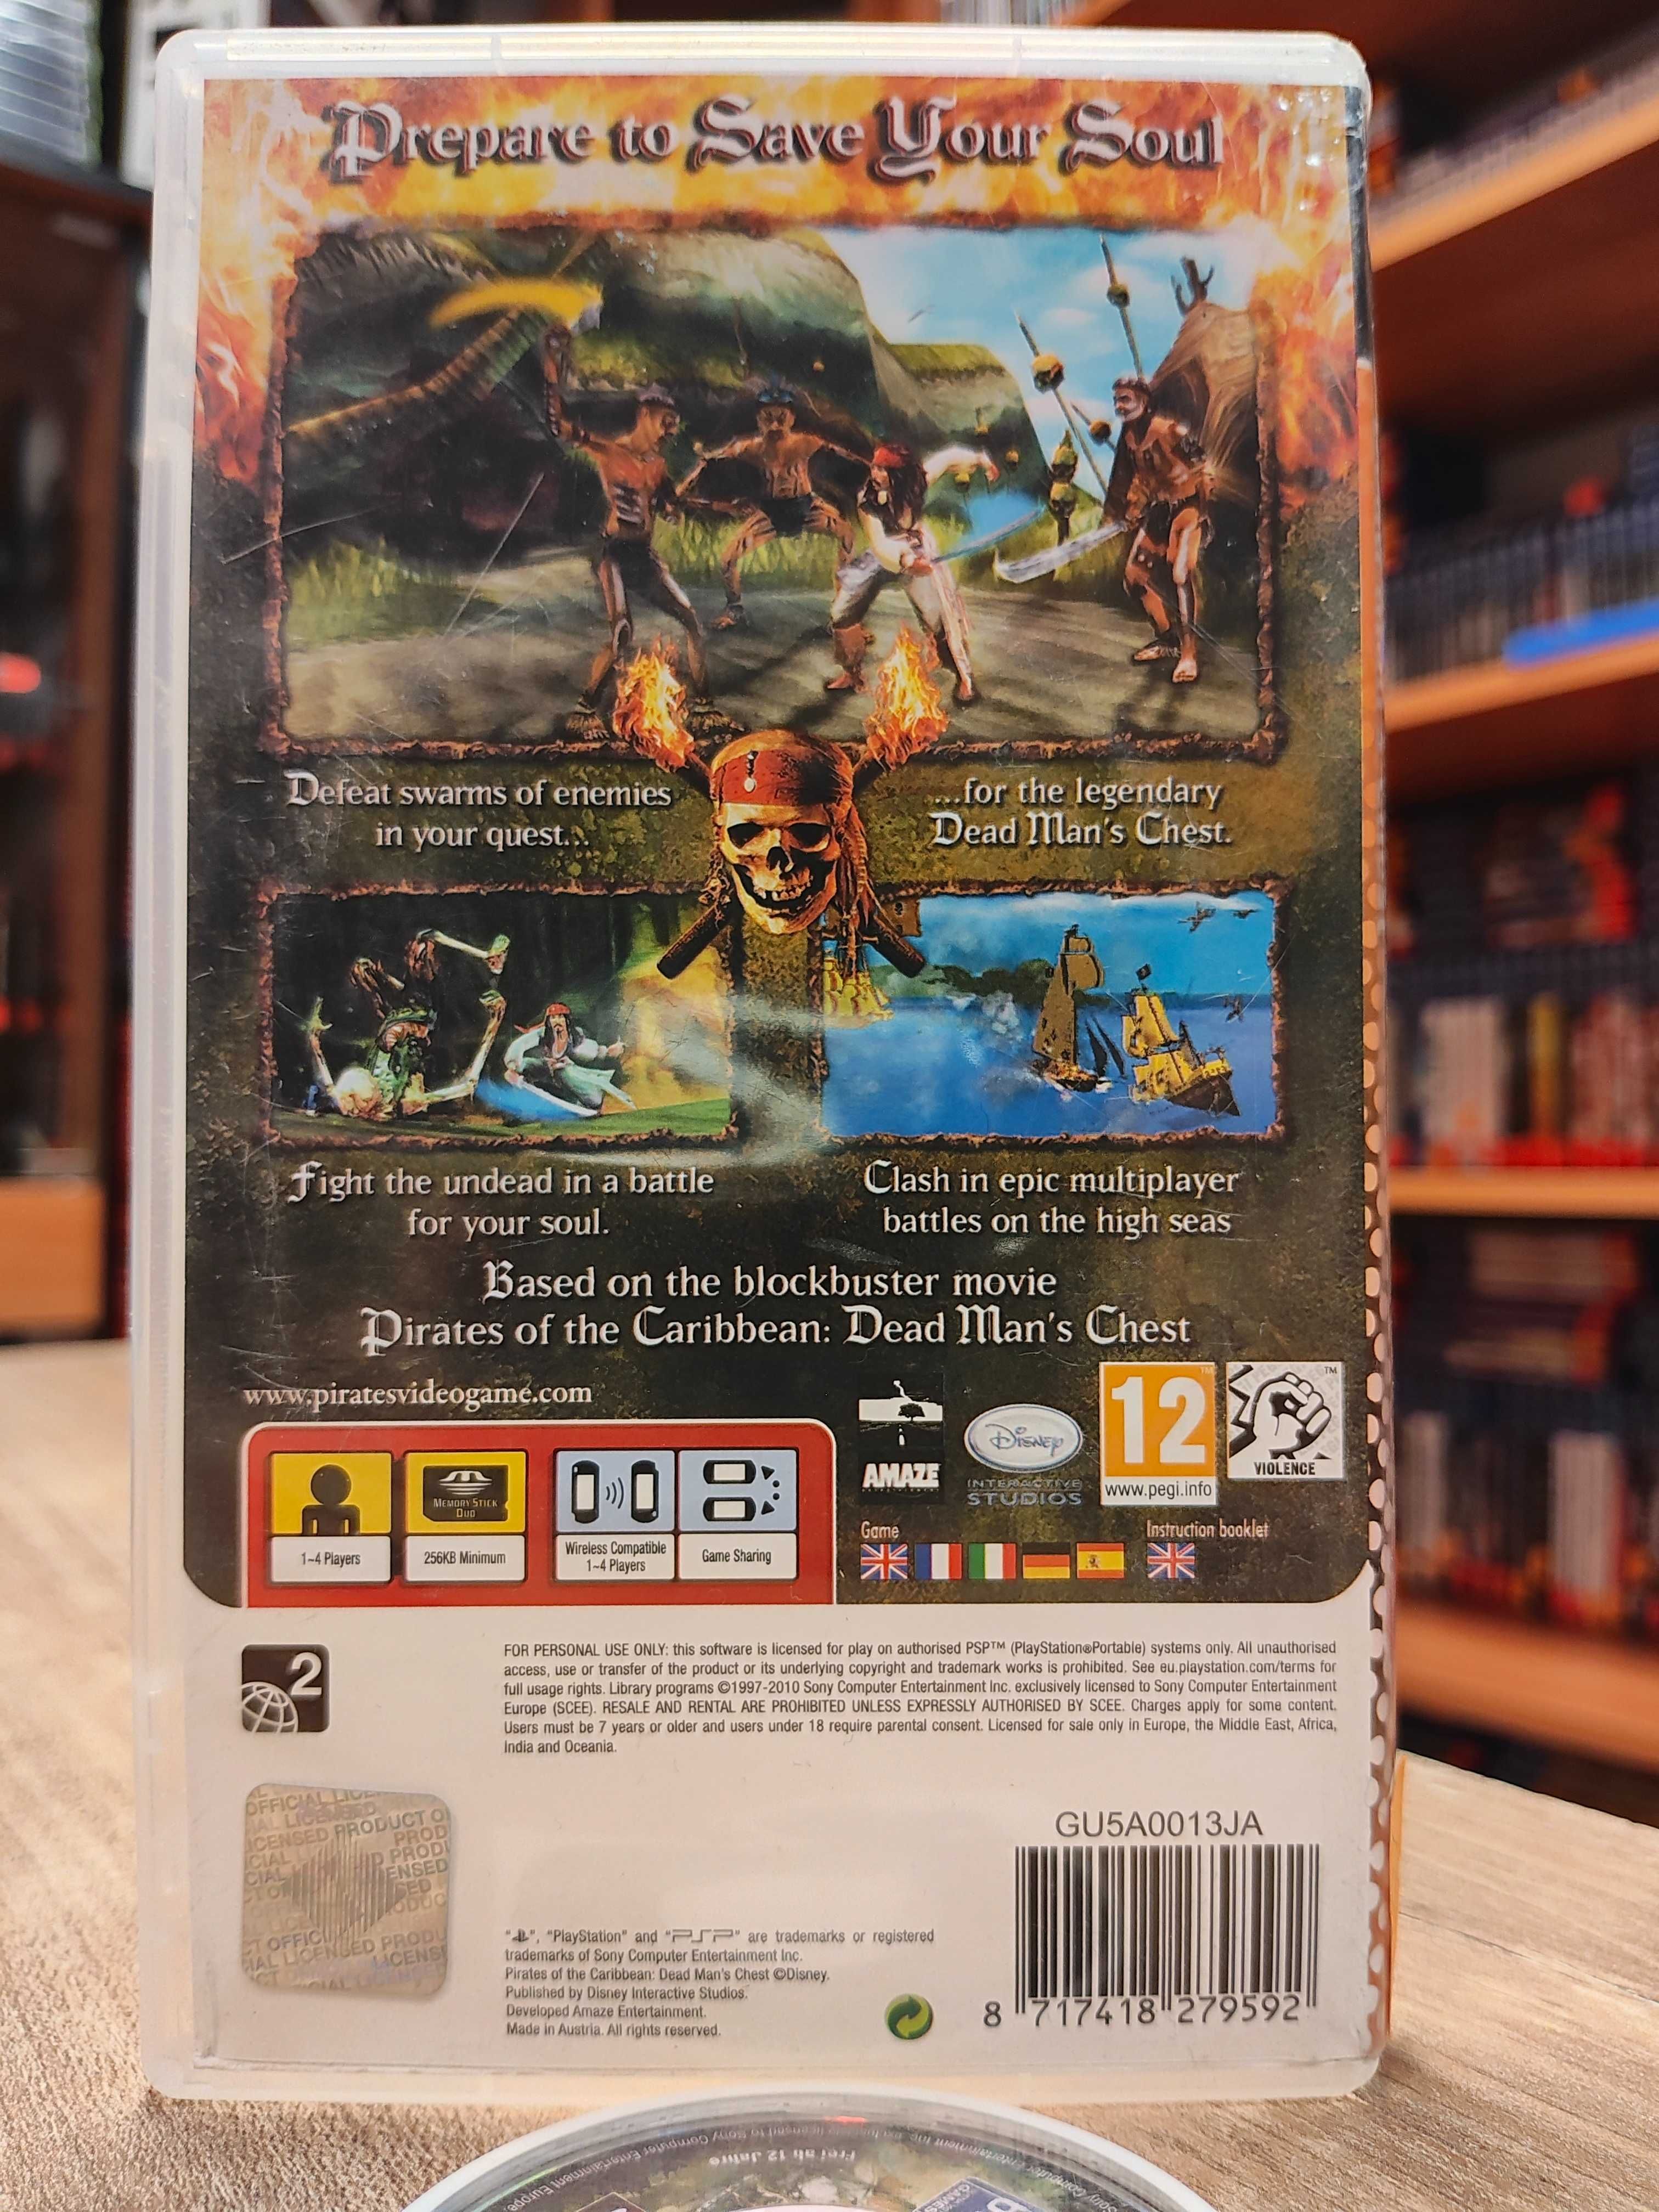 Prepare to Save Your Soul
Defeat swarms of enemies
in your quest...
...for the legendary
Dead Man's Chest.
Fight the undead in a battle
for your soul.
Clash in epic multiplayer
battles on the high seas
Based on the blockbuster movie
Pirates of the Caribbean: Dead Man's Chest
www.piratesvideogame.com
1~4 Players
MEMORY STICK
DUO
256KB Minimum
Wireless Compatible
1~4 Players
Game Sharing
AMAZE
Disney
INTERACTIVE
STUDIOS
12
www.pegi.info
VIOLENCE
Game
Instruction booklet
2
FOR PERSONAL USE ONLY: this software is licensed for play on authorised PSP™ (PlayStation®Portable) systems only. All unauthorised
access, use or transfer of the product or its underlying copyright and trademark works is prohibited. See eu.playstation.com/terms for
full usage rights. Library programs ©1997-2010 Sony Computer Entertainment Inc. exclusively licensed to Sony Computer Entertainment
Europe (SCEE). RESALE AND RENTAL ARE PROHIBITED UNLESS EXPRESSLY AUTHORISED BY SCEE. Charges apply for some content.
Users must be 7 years or older and users under 18 require parental consent. Licensed for sale only in Europe, the Middle East, Africa,
India and Oceania.
OFFICIAL
LICENSED
PRODUCT
GU5A0013JA
"", "PlayStation" and "PSP" are trademarks or registered
trademarks of Sony Computer Entertainment Inc.
Pirates of the Caribbean: Dead Man's Chest ©Disney.
Published by Disney Interactive Studios.
Developed Amaze Entertainment.
Made in Austria. All rights reserved.
8 717418 279592
Frei ab 12 Jahre